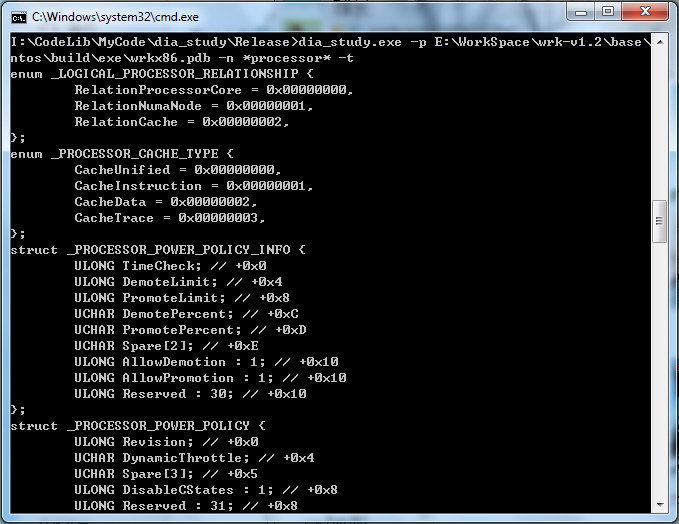 C:\Windows\system32\cmd.exe
I:\CodeLib\MyCode\dia_study\Release>dia_study.exe -p E:\WorkSpace\wrk-v1.2\base\
ntos\build\exe\wrkx86.pdb -n *processor* -t
enum _LOGICAL_PROCESSOR_RELATIONSHIP {
        RelationProcessorCore = 0x00000000,
        RelationNumaNode = 0x00000001,
        RelationCache = 0x00000002,
};
enum _PROCESSOR_CACHE_TYPE {
        CacheUnified = 0x00000000,
        CacheInstruction = 0x00000001,
        CacheData = 0x00000002,
        CacheTrace = 0x00000003,
};
struct _PROCESSOR_POWER_POLICY_INFO {
        ULONG TimeCheck; // +0x0
        ULONG DemoteLimit; // +0x4
        ULONG PromoteLimit; // +0x8
        UCHAR DemotePercent; // +0xC
        UCHAR PromotePercent; // +0xD
        UCHAR Spare[2]; // +0xE
        ULONG AllowDemotion : 1; // +0x10
        ULONG AllowPromotion : 1; // +0x10
        ULONG Reserved : 30; // +0x10
};
struct _PROCESSOR_POWER_POLICY {
        ULONG Revision; // +0x0
        UCHAR DynamicThrottle; // +0x4
        UCHAR Spare[3]; // +0x5
        ULONG DisableCStates : 1; // +0x8
        ULONG Reserved : 31; // +0x8